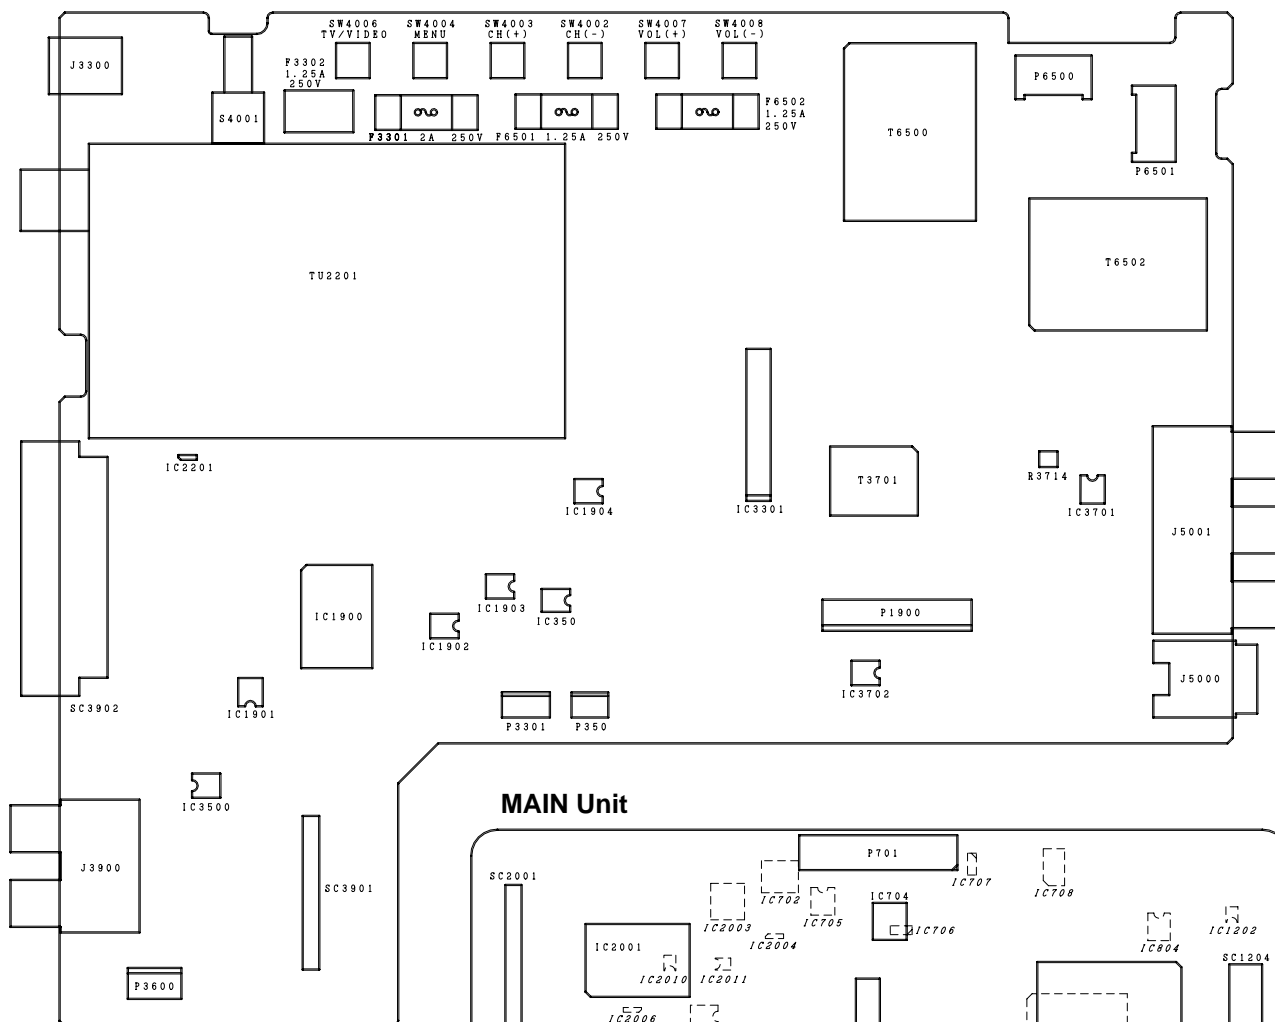 SW4006 SW4004 SW4003 SW4002 SW4007 SW4008
TV/VIDEO MENU CH(+) CH(-) VOL(+) VOL(-)
J3300
F3302
1.25A
250V
P6500
S4001
F6502
1.25A
250V
F3301 2A 250V
F6501 1.25A 250V
T6500
P6501
TU2201
T6502
IC2201
IC1904
IC3301
T3701
R3714
IC3701
J5001
IC1900
IC1903
IC350
IC1902
P1900
IC3702
J5000
SC3902
IC1901
P3301
P350
IC3500
MAIN Unit
J3900
SC3901
SC2001
P701
IC707
IC708
IC702
IC704
IC705
IC706
IC2003
IC2004
IC804
IC1202
IC2001
IC2010
IC2011
SC1204
P3600
IC2006